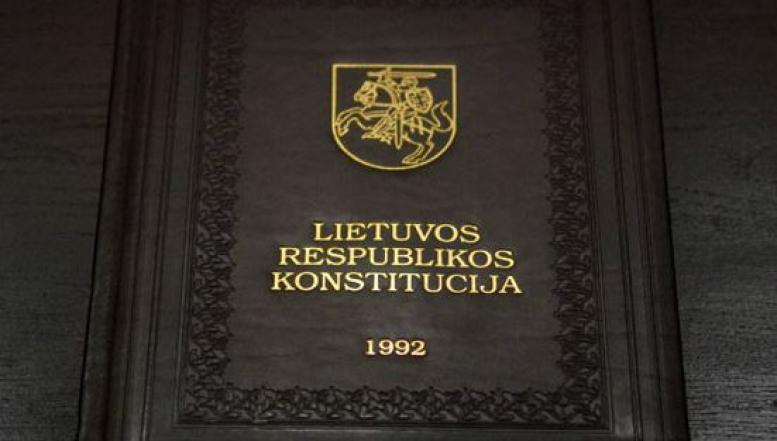 LIETUVOS
RESPUBLIKOS
KONSTITUCIJA
1992